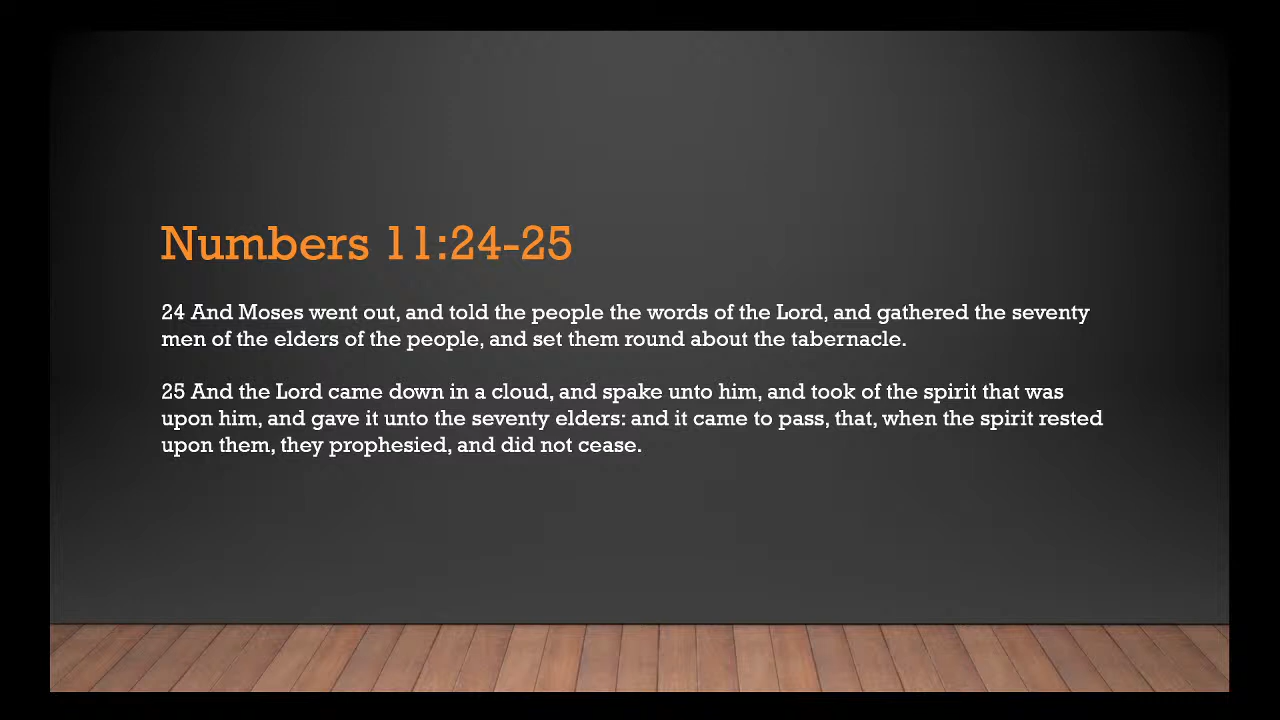 Numbers 11:24-25
24 And Moses went out, and told the people the words of the Lord, and gathered the seventy
men of the elders of the people, and set them round about the tabernacle.
25 And the Lord came down in a cloud, and spake unto him, and took of the spirit that was
upon him, and gave it unto the seventy elders: and it came to pass, that, when the spirit rested
upon them, they prophesied, and did not cease.